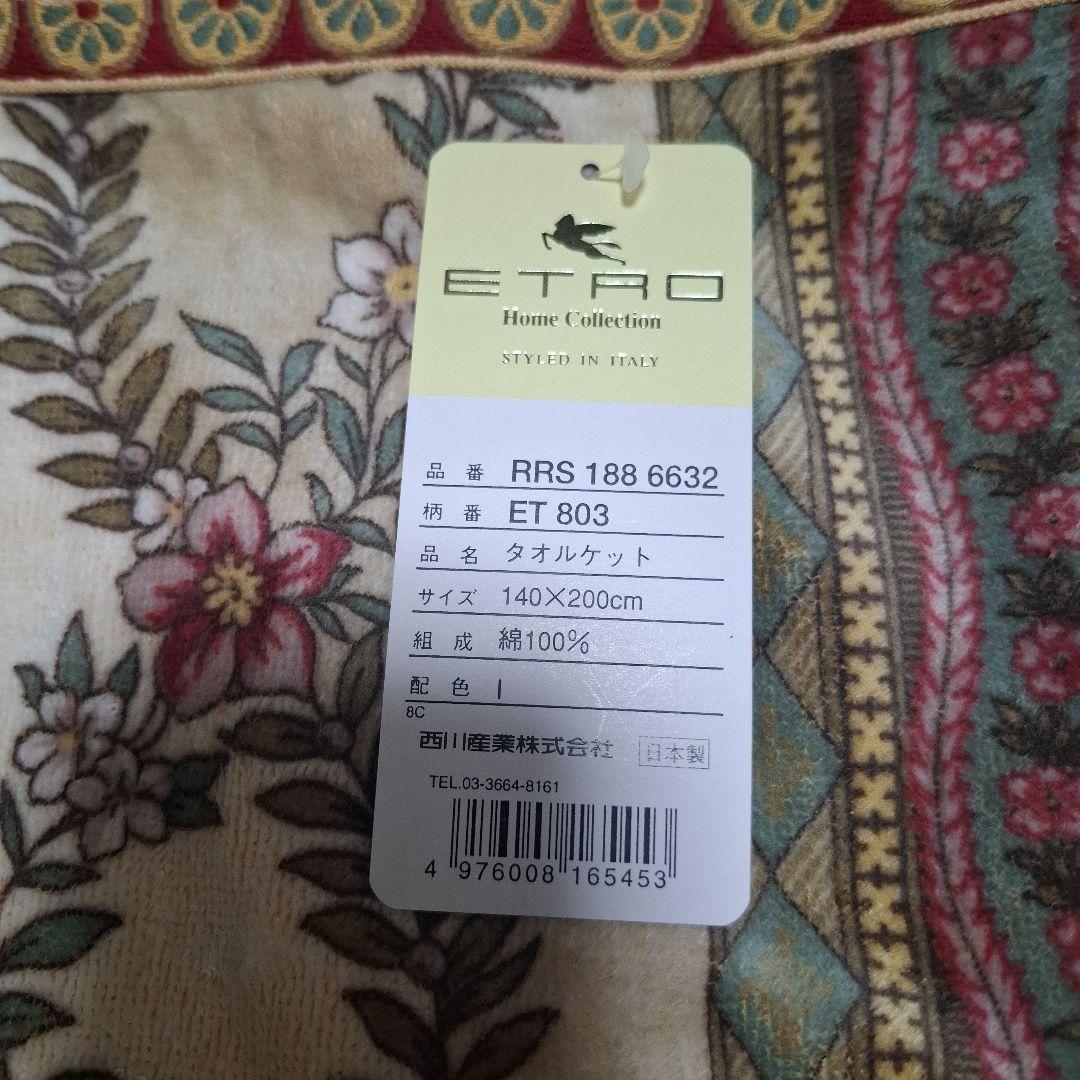 ETRO
Home Collection
STYLED IN ITALY
品番 RRS 188 6632
柄番 ET 803
品名 タオルケット
サイズ 140×200cm
組成 綿100%
配色 I
8C
西川産業株式会社 日本製
TEL.03-3664-8161
4 976008 165453